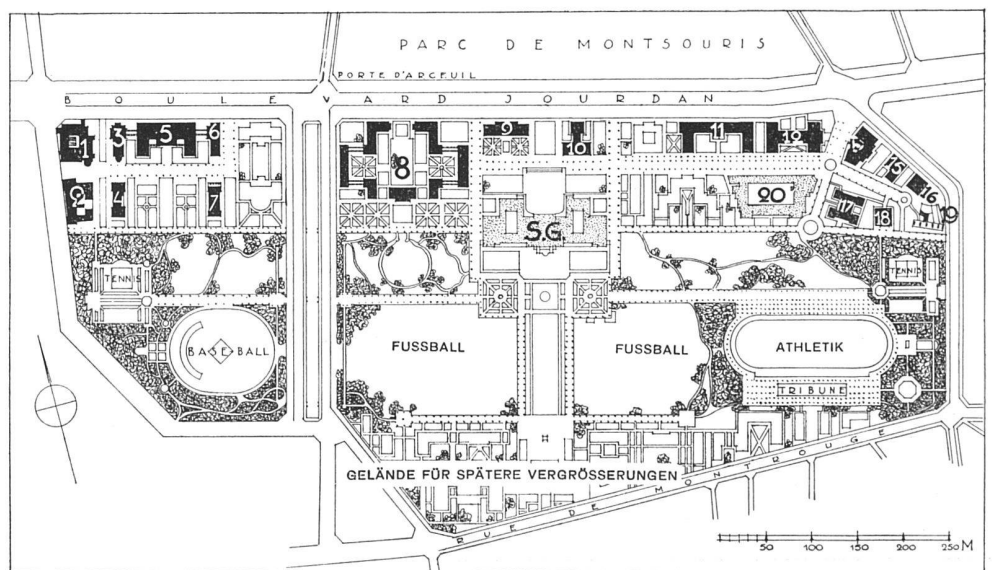 PARC DE MONTSOURIS
PORTE D'ARCEUIL
BOULEVARD JOURDAN
1
3
5
6
8
9
10
11
12
15
16
2
4
7
S.G
20
17
18
19
TENNIS
TENNIS
BASE-BALL
FUSSBALL
FUSSBALL
ATHLETIK
TRIBUNE
GELÄNDE FÜR SPÄTERE VERGRÖSSERUNGEN
RUE DE MONTROUGE
50 100 150 200 250 M